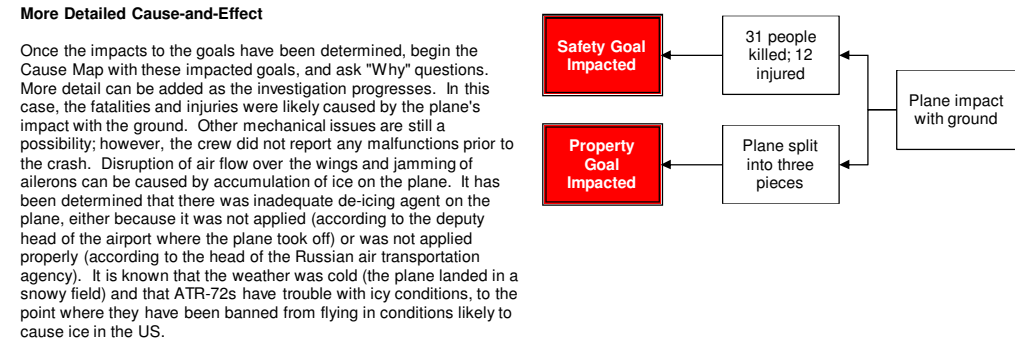 More Detailed Cause-and-Effect
Once the impacts to the goals have been determined, begin the
Cause Map with these impacted goals, and ask "Why" questions.
More detail can be added as the investigation progresses.  In this
case, the fatalities and injuries were likely caused by the plane's
impact with the ground.  Other mechanical issues are still a
possibility; however, the crew did not report any malfunctions prior to
the crash.  Disruption of air flow over the wings and jamming of
ailerons can be caused by accumulation of ice on the plane.  It has
been determined that there was inadequate de-icing agent on the
plane, either because it was not applied (according to the deputy
head of the airport where the plane took off) or was not applied
properly (according to the head of the Russian air transportation
agency).  It is known that the weather was cold (the plane landed in a
snowy field) and that ATR-72s have trouble with icy conditions, to the
point where they have been banned from flying in conditions likely to
cause ice in the US.
Safety Goal
Impacted
31 people
killed; 12
injured
Plane impact
with ground
Property
Goal
Impacted
Plane split
into three
pieces